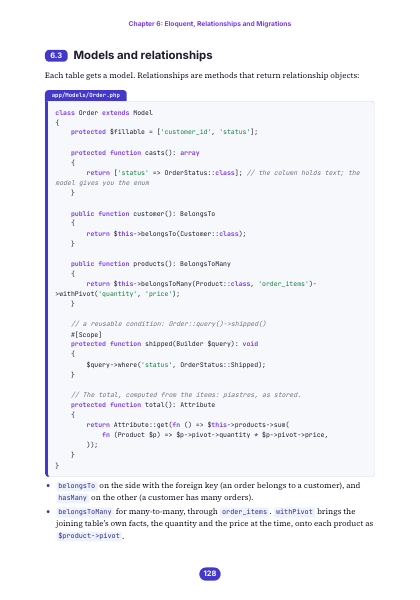 Chapter 6: Eloquent, Relationships and Migrations
6.3 Models and relationships
Each table gets a model. Relationships are methods that return relationship objects:
app/Models/Order.php
class Order extends Model
{
    protected $fillable = ['customer_id', 'status'];

    protected function casts(): array
    {
        return ['status' => OrderStatus::class]; // the column holds text; the
model gives you the enum
    }

    public function customer(): BelongsTo
    {
        return $this->belongsTo(Customer::class);
    }

    public function products(): BelongsToMany
    {
        return $this->belongsToMany(Product::class, 'order_items')-
>withPivot('quantity', 'price');
    }

    // a reusable condition: Order::query()->shipped()
    #[Scope]
    protected function shipped(Builder $query): void
    {
        $query->where('status', OrderStatus::Shipped);
    }

    // The total, computed from the items: piastres, as stored.
    protected function total(): Attribute
    {
        return Attribute::get(fn () => $this->products->sum(
            fn (Product $p) => $p->pivot->quantity * $p->pivot->price,
        ));
    }
}
• belongsTo on the side with the foreign key (an order belongs to a customer), and
hasMany on the other (a customer has many orders).
• belongsToMany for many-to-many, through order_items. withPivot brings the
joining table's own facts, the quantity and the price at the time, onto each product as
$product->pivot.
128